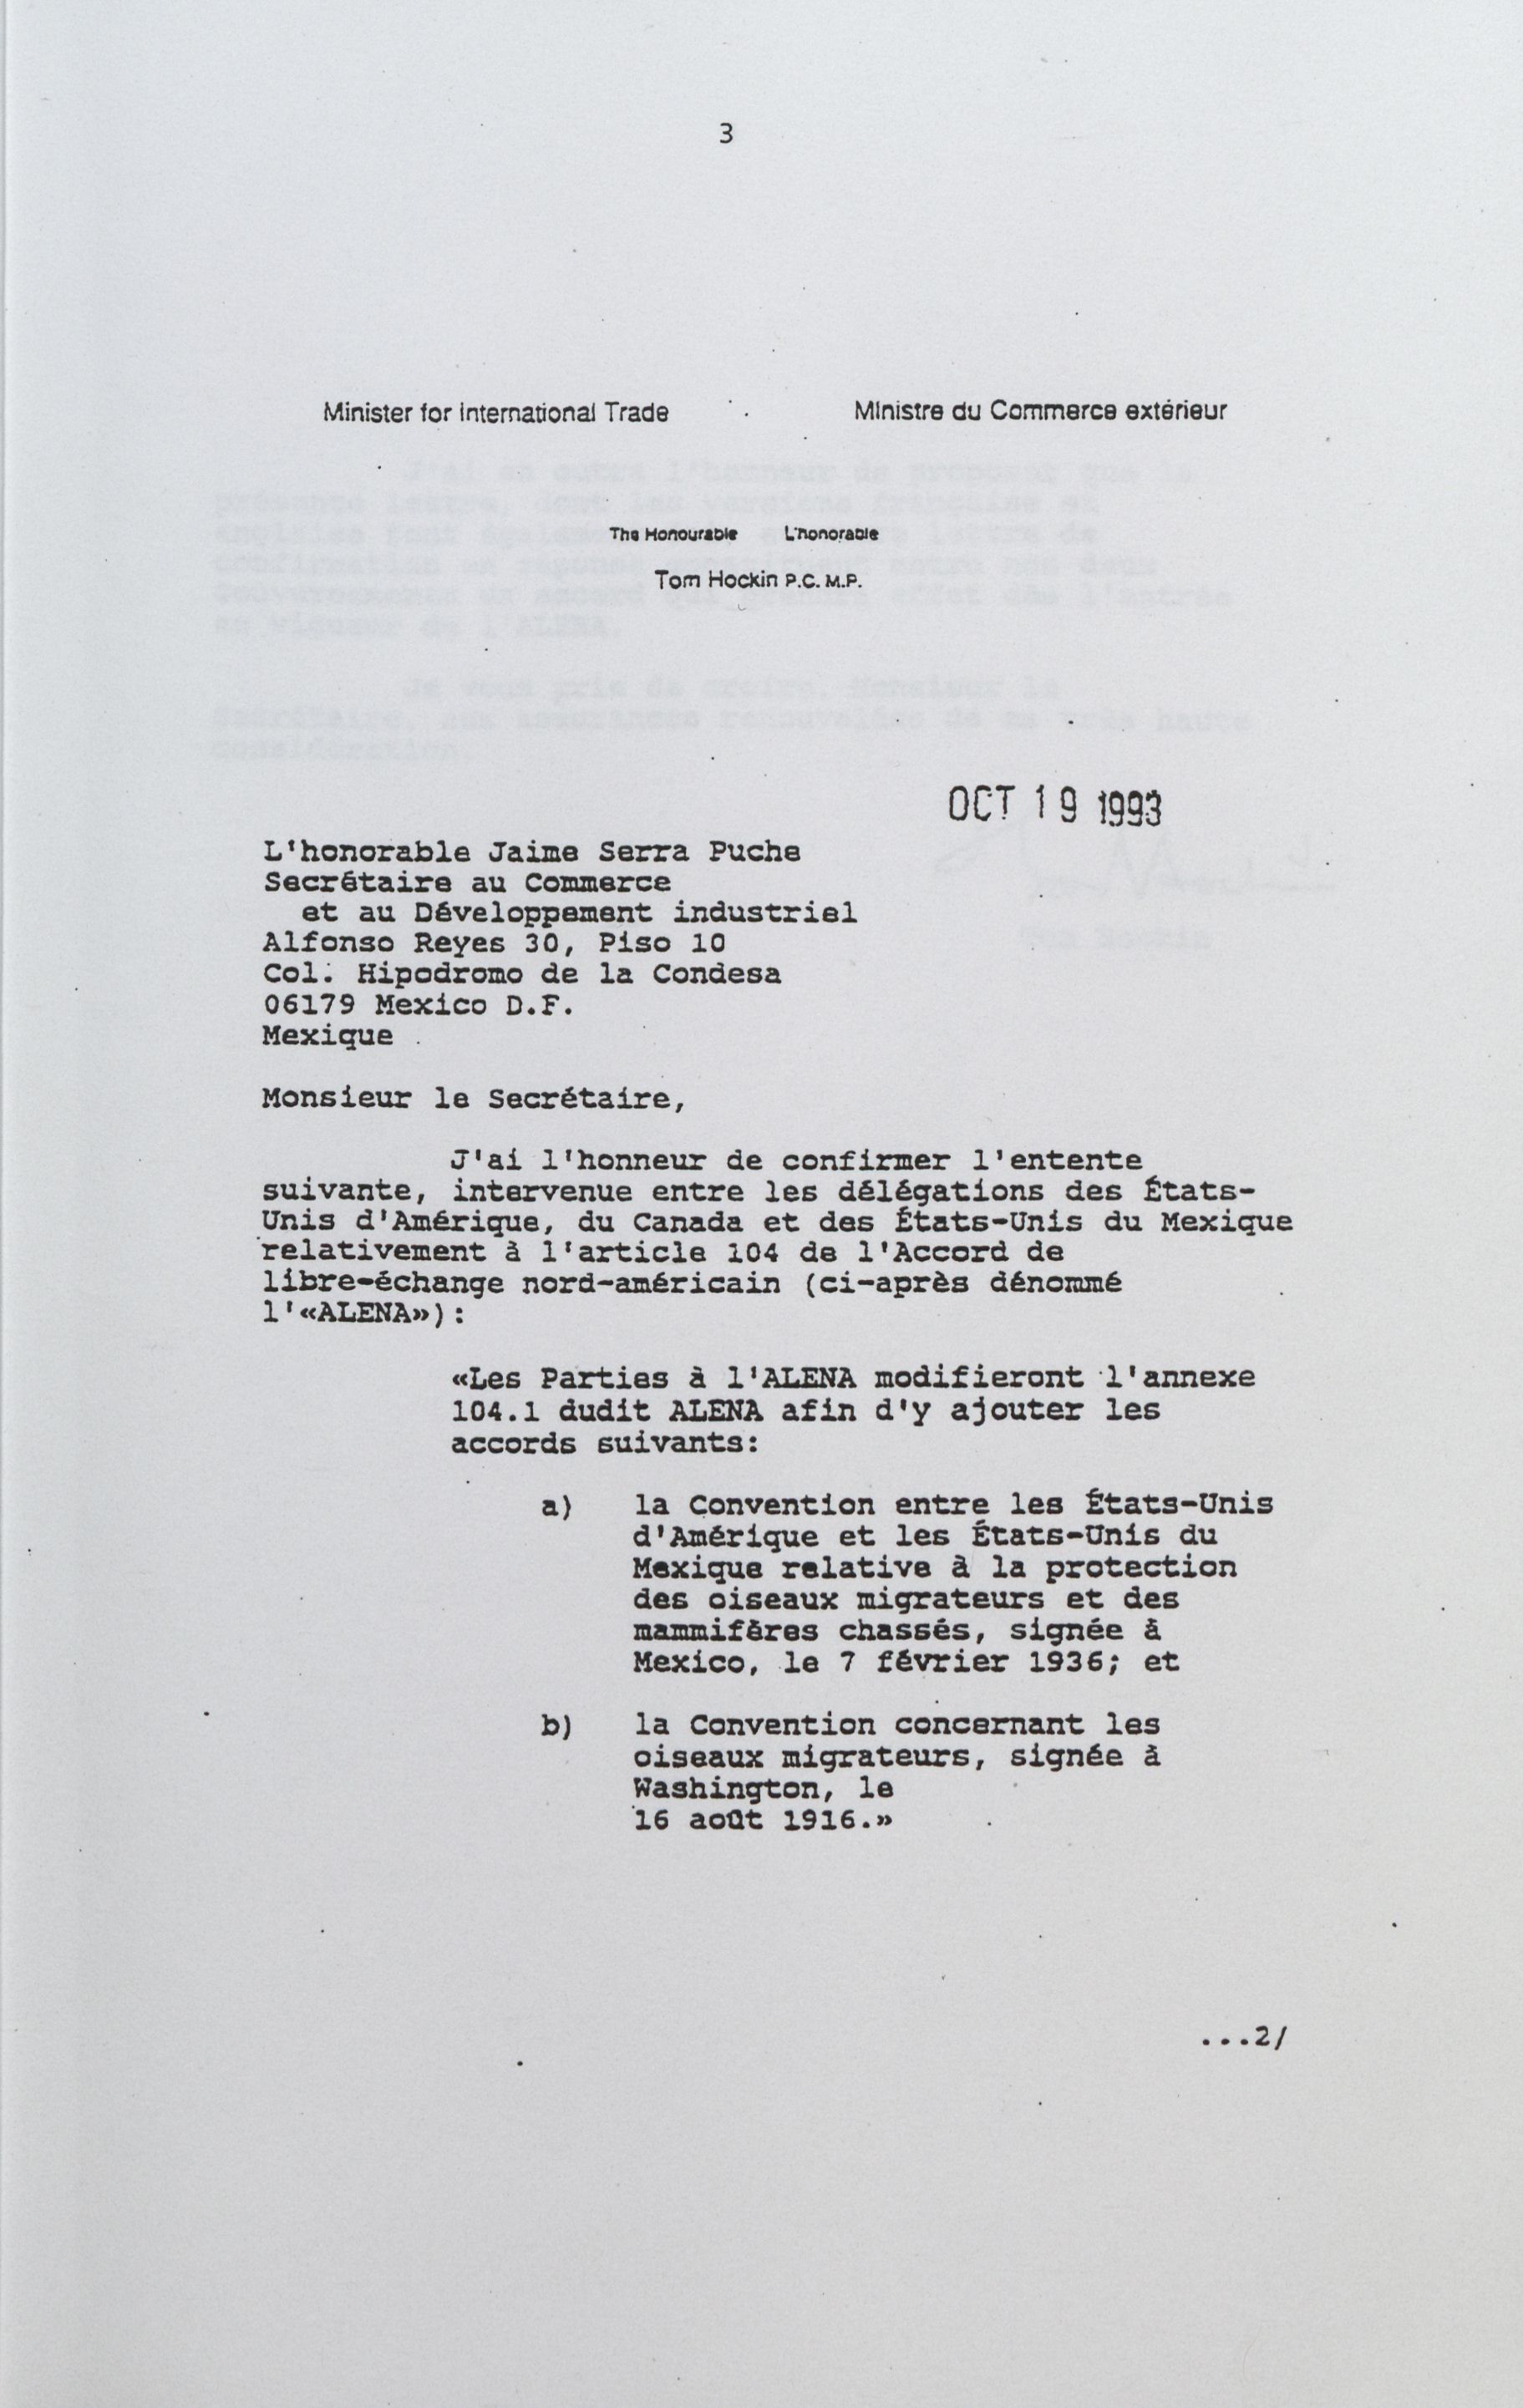 3
Minister for International Trade Ministre du Commerce extérieur
The Honourable L'honorable
Tom Hockin P.C. M.P.
OCT 19 1993
L'honorable Jaime Serra Puche
Secrétaire au Commerce
et au Développement industriel
Alfonso Reyes 30, Piso 10
Col. Hipodromo de la Condesa
06179 Mexico D.F.
Mexique
Monsieur le Secrétaire,
J'ai l'honneur de confirmer l'entente
suivante, intervenue entre les délégations des États-
Unis d'Amérique, du Canada et des États-Unis du Mexique
relativement à l'article 104 de l'Accord de
libre-échange nord-américain (ci-après dénommé
l'«ALENA»):
«Les Parties à l'ALENA modifieront l'annexe
104.1 dudit ALENA afin d'y ajouter les
accords suivants:
a) la Convention entre les États-Unis
d'Amérique et les États-Unis du
Mexique relative à la protection
des oiseaux migrateurs et des
mammifères chassés, signée à
Mexico, le 7 février 1936; et
b) la Convention concernant les
oiseaux migrateurs, signée à
Washington, le
16 août 1916.»
...2/